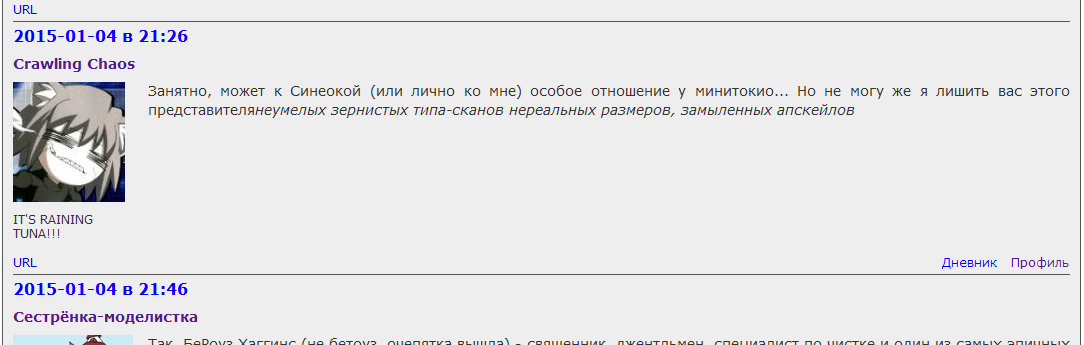 URL
2015-01-04 в 21:26
Crawling Chaos
Занятно, может к Синеокой (или лично ко мне) особое отношение у минитокио... Но не могу же я лишить вас этого
представителянеумелых зернистых типа-сканов нереальных размеров, замыленных апскейлов
IT'S RAINING
TUNA!!!
URL Дневник Профиль
2015-01-04 в 21:46
Сестрёнка-моделистка
Так, БеРоуз Хаггинс (не бетоуз, очепятка вышла) - священник, джентльмен, специалист по чистке и один из самых эпичных